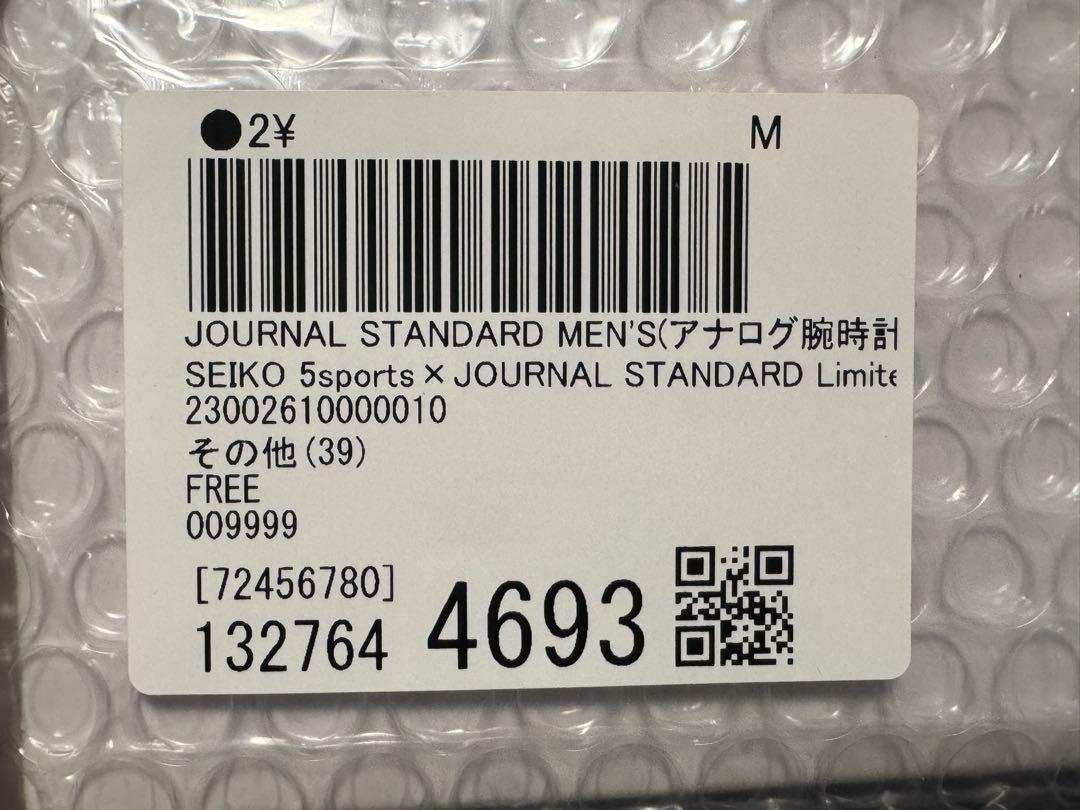 ●2¥ M
JOURNAL STANDARD MEN'S(アナログ腕時計
SEIKO 5sports×JOURNAL STANDARD Limite
23002610000010
その他(39)
FREE
009999
[72456780]
132764 4693